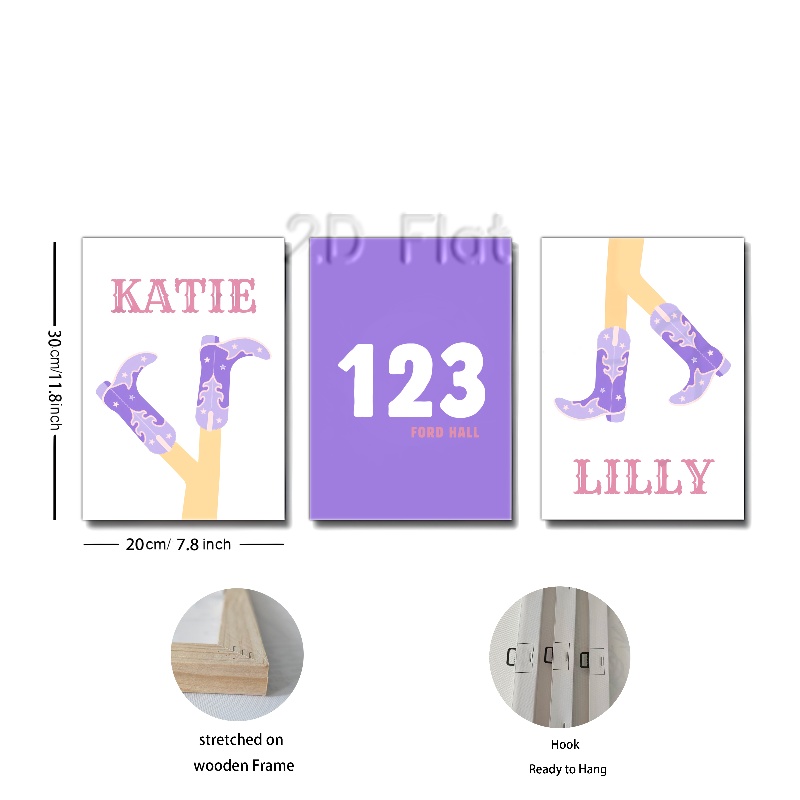 2D Flat
KATIE
123
FORD HALL
LILLY
30cm/11.8inch
20cm/ 7.8 inch
stretched on
wooden Frame
Hook
Ready to Hang